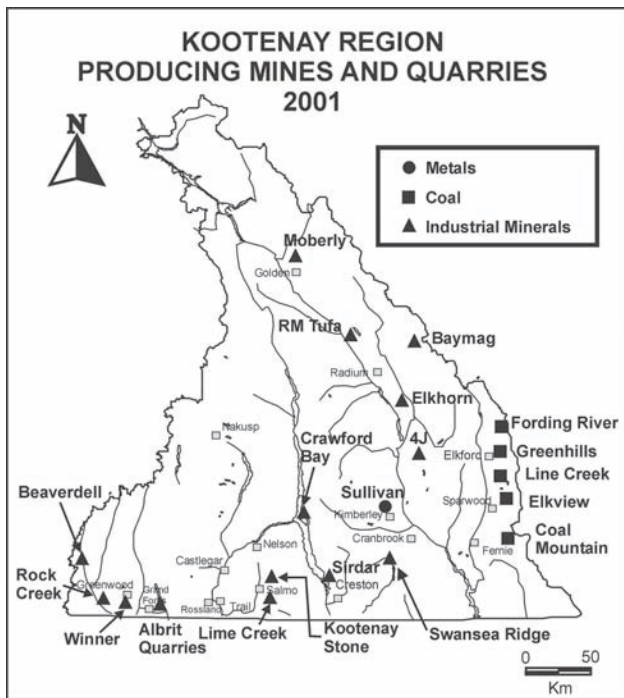 KOOTENAY REGION
PRODUCING MINES AND QUARRIES
2001
N
Metals
Coal
Industrial Minerals
Moberly
Golden
RM Tufa
Baymag
Radium
Elkhorn
Fording River
Nakusp
Crawford
Bay
4J
Elkford
Greenhills
Line Creek
Beaverdell
Sullivan
Sparwood
Elkview
Kimberley
Cranbrook
Coal
Mountain
Nelson
Fernie
Castlegar
Sirdar
Rock
Creek
Greenwood
Grand
Forks
Salmo
Creston
Rossland
Trail
Winner
Albrit
Quarries
Lime Creek
Kootenay
Stone
Swansea Ridge
0
50
Km